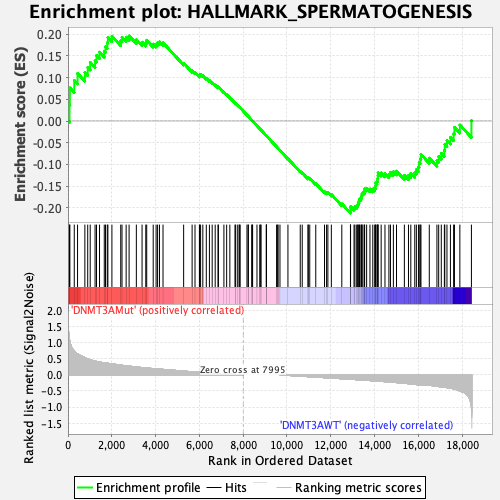 Enrichment plot: HALLMARK_SPERMATOGENESIS
Enrichment score (ES)
0.20
0.15
0.10
0.05
0.00
-0.05
-0.10
-0.15
-0.20
'DNMT3AMut' (positively correlated)
Ranked list metric (Signal2Noise)
2.0
1.5
1.0
0.5
0.0
-0.5
-1.0
-1.5
Zero cross at 7995
'DNMT3AWT' (negatively correlated)
0 2,000 4,000 6,000 8,000 10,000 12,000 14,000 16,000 18,000
Rank in Ordered Dataset
Enrichment profile Hits Ranking metric scores